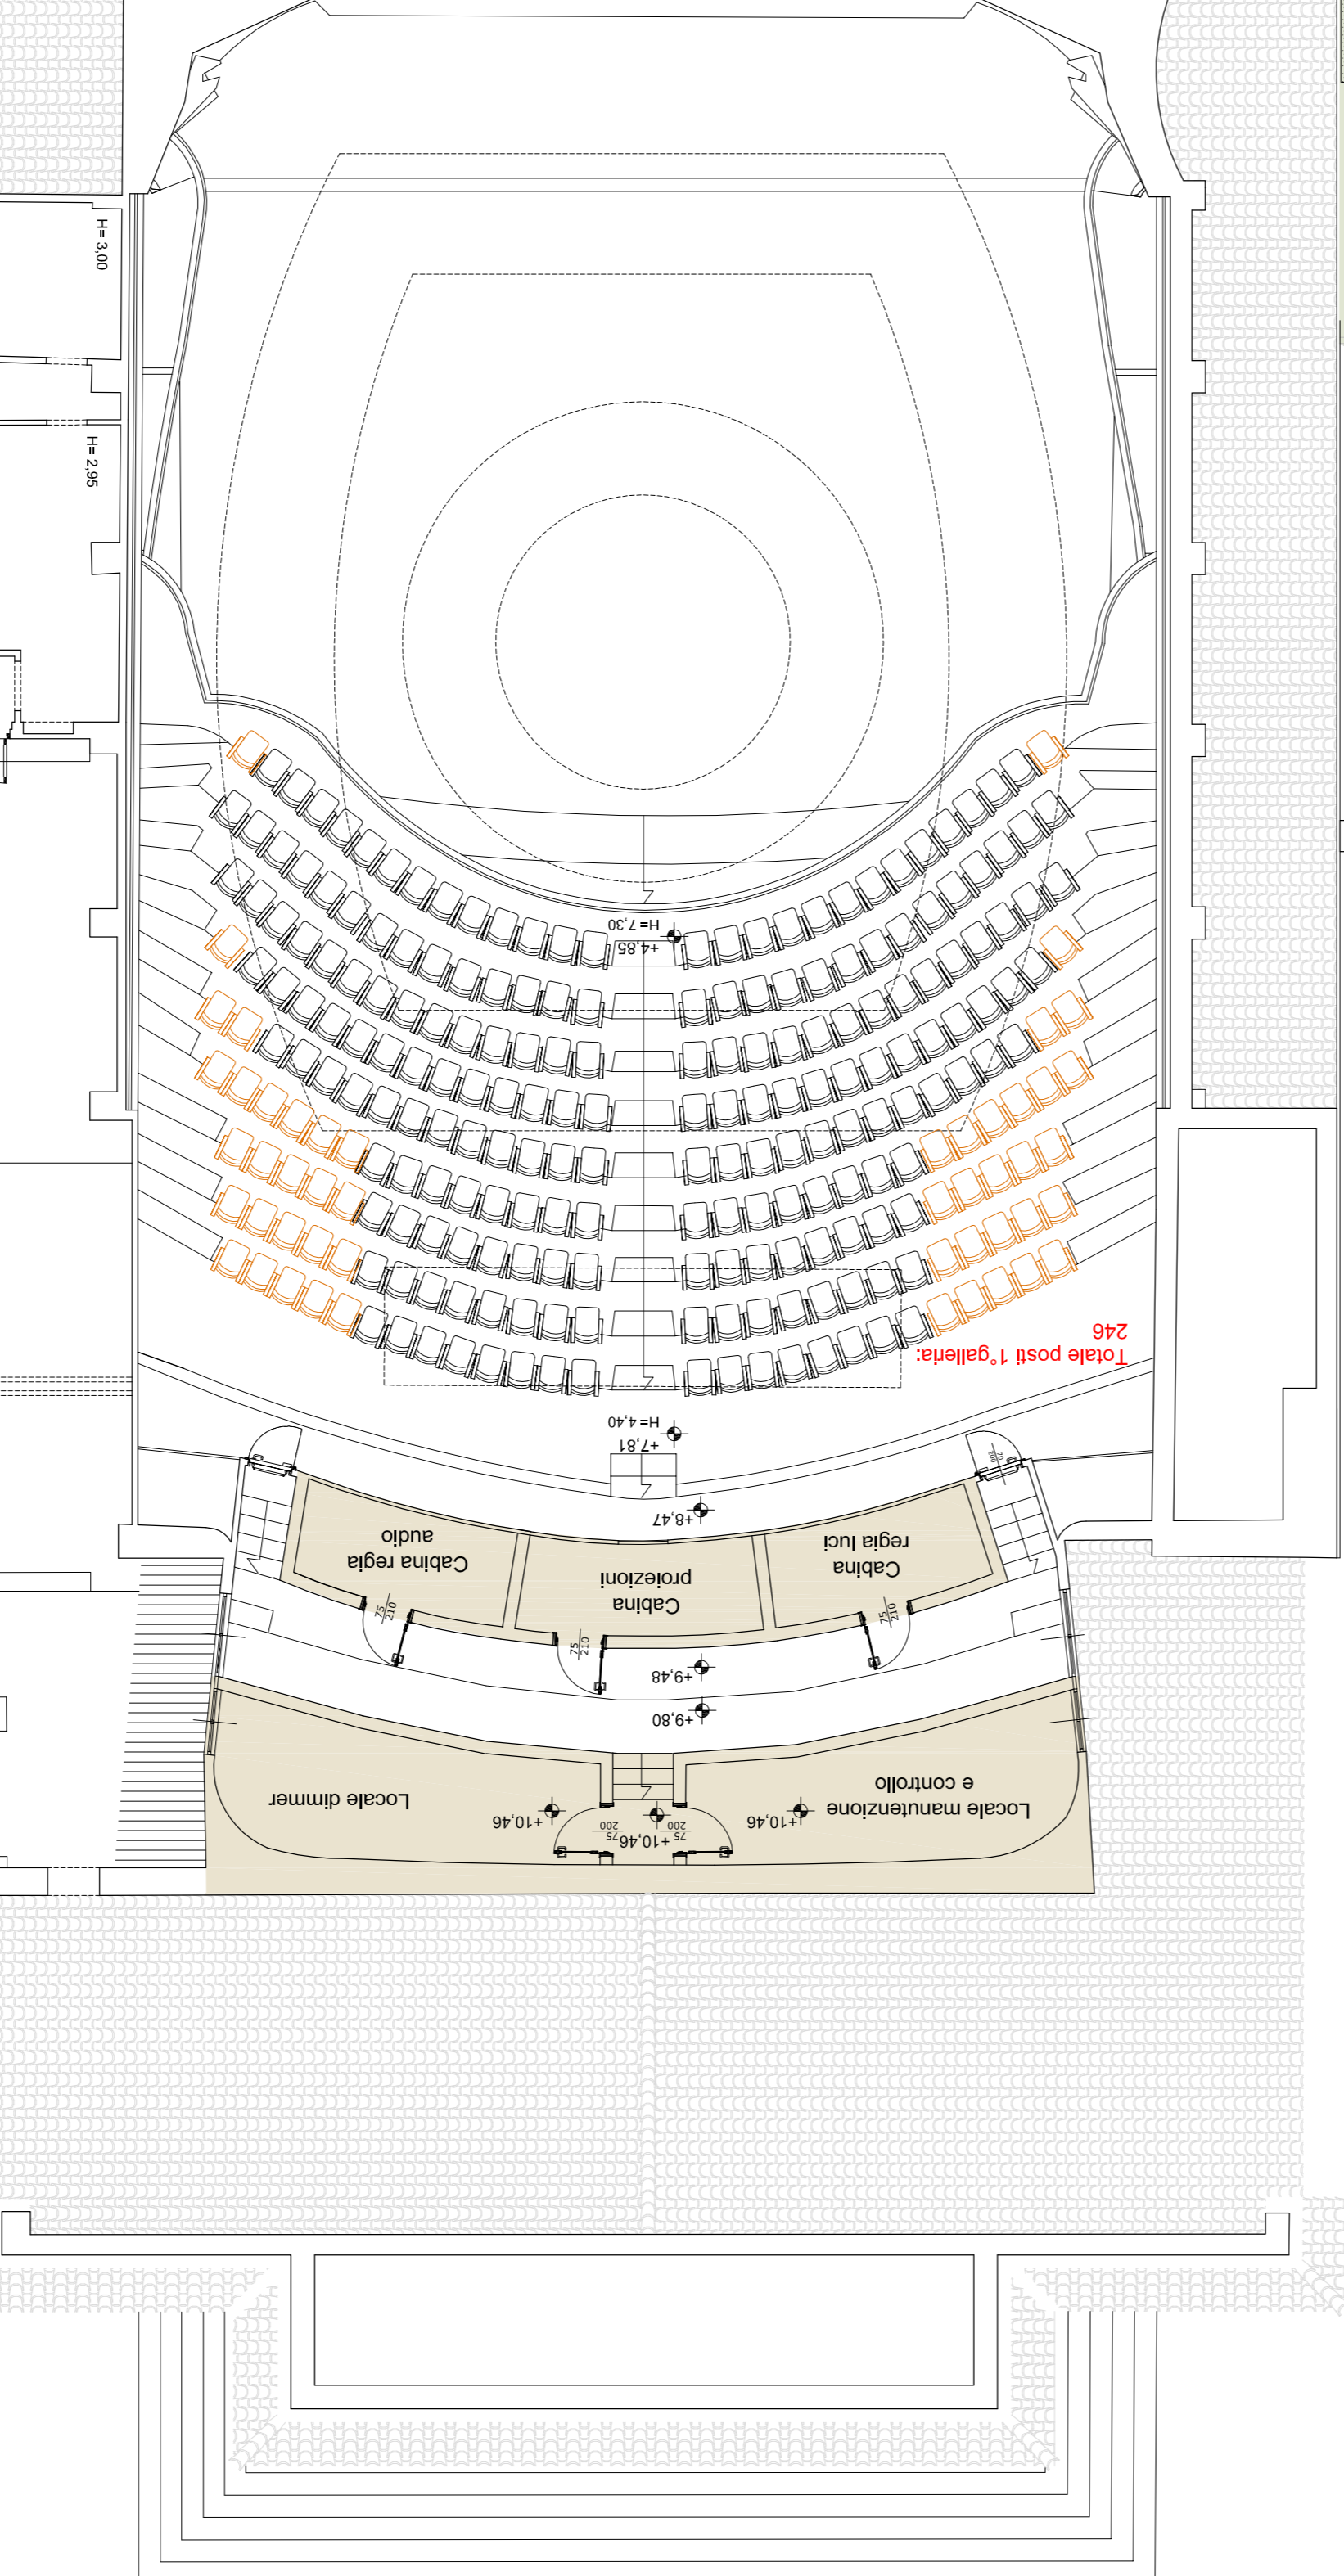 H= 3,00
H= 2,95
H=7,30
+4,85
Totale posti 1°galleria:
246
H=4,40
+7,81
70
200
+8,47
Cabina regia
audio
Cabina
proiezioni
Cabina
regia luci
75
210
75
210
75
210
+9,48
+9,80
Locale dimmer
Locale manutenzione
e controllo
+10,46
+10,46
+10,46
75
200
75
200